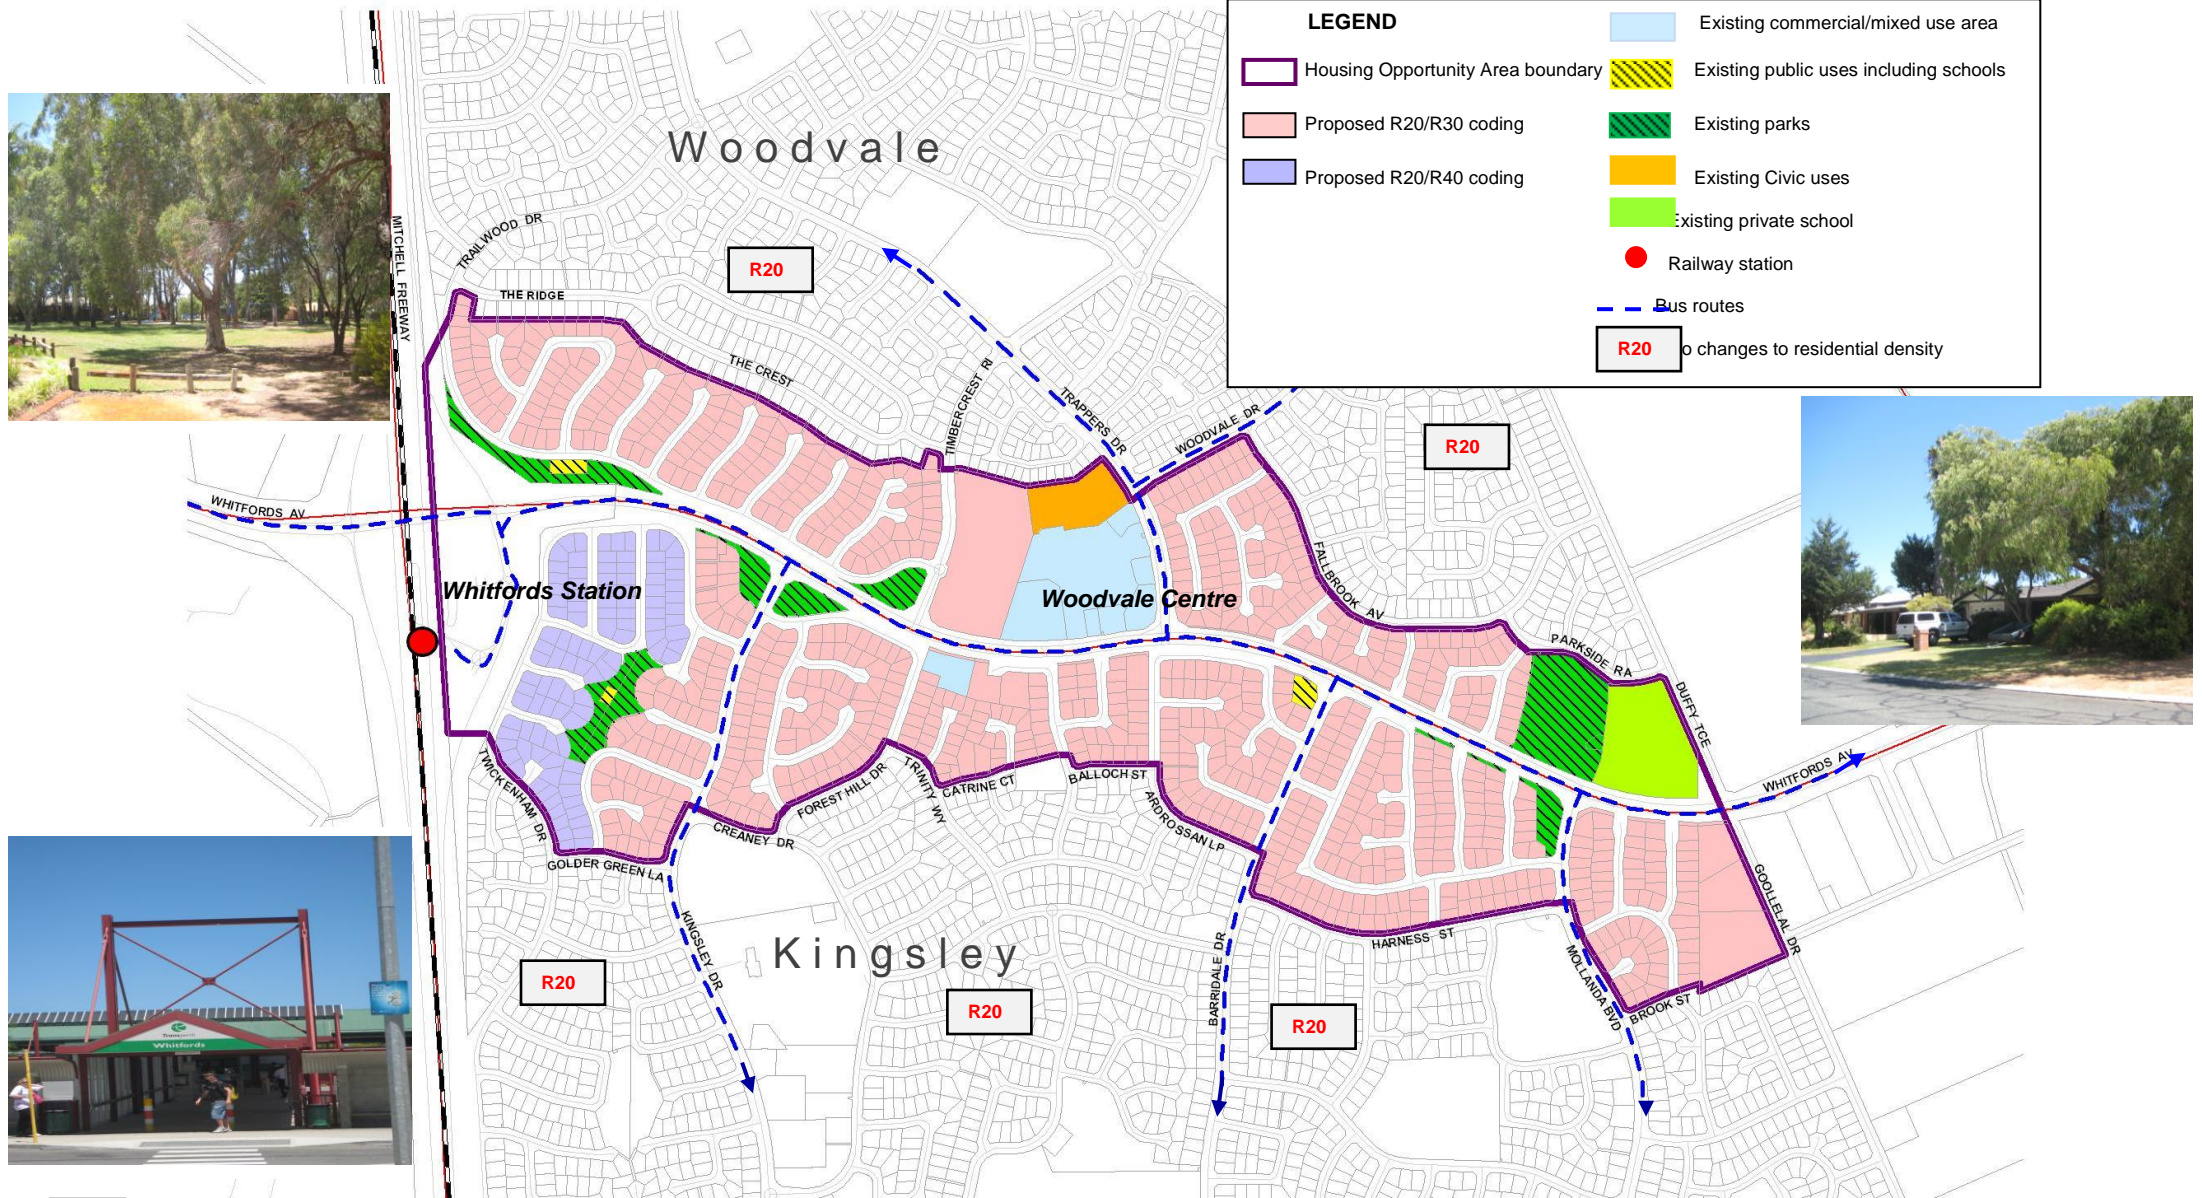 LEGEND
Existing commercial/mixed use area
Housing Opportunity Area boundary
Existing public uses including schools
Proposed R20/R30 coding
Existing parks
Proposed R20/R40 coding
Existing Civic uses
Existing private school
Railway station
Bus routes
R20
o changes to residential density
Woodvale
MITCHELL FREEWAY
TRAILWOOD DR
R20
THE RIDGE
THE CREST
TIMBERCREST RI
TRAPPERS DR
WOODVALE DR
R20
WHITFORDS AV
FALLBROOK AV
Whitfords Station
Woodvale Centre
PARKSIDE RA
DUFFY TCE
TWICKENHAM DR
FOREST HILL DR
TRINITY WY
CATRINE CT
BALLOCH ST
ARDROSSAN LP
WHITFORDS AV
CREANEY DR
GOLDER GREEN LA
GOOLLELAL DR
KINGSLEY DR
Kingsley
BARRIDALE DR
HARNESS ST
MOLLANDA BVD
BROOK ST
R20
R20
R20
Transperth
Whitfords